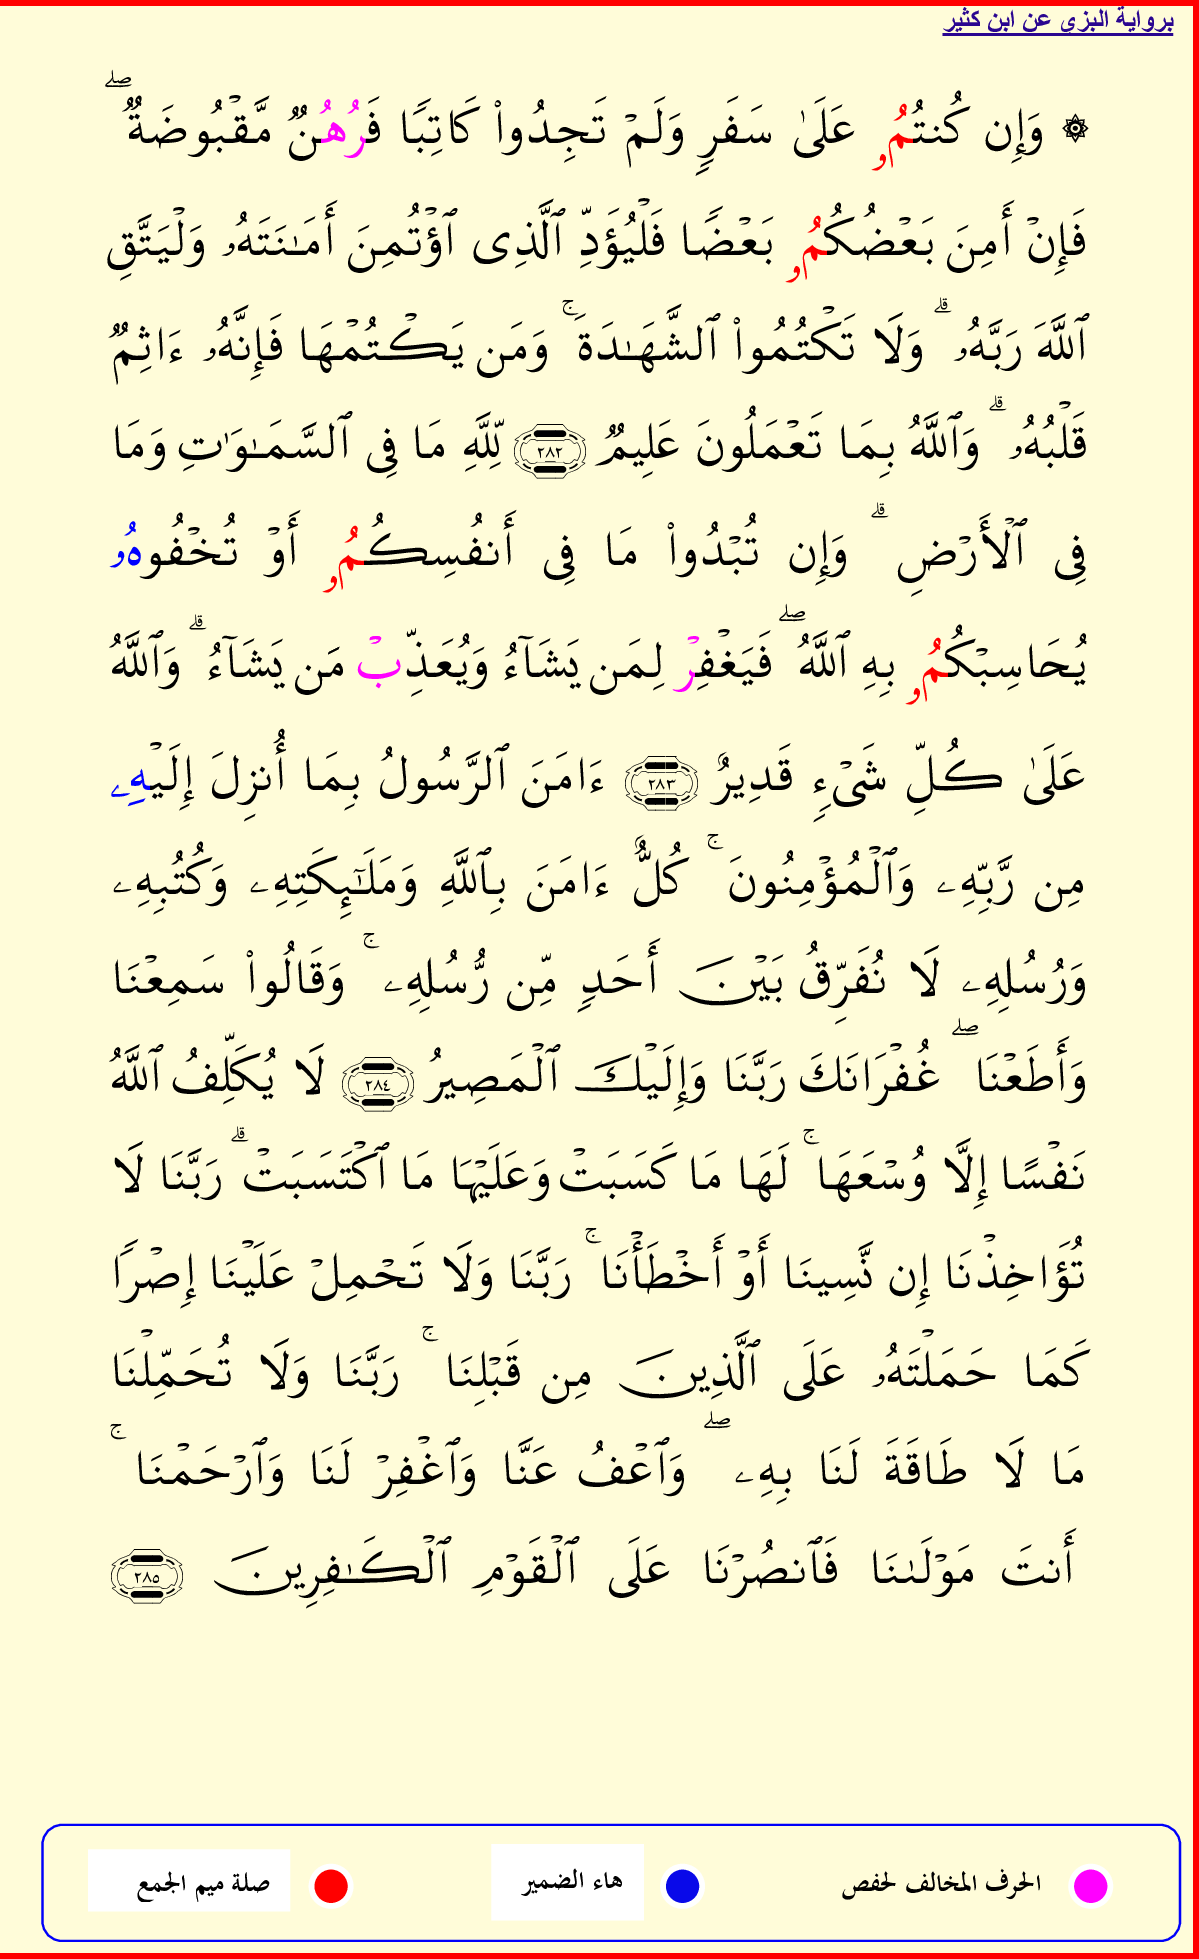 برواية البزي عن ابن كثير
۞ وَإِن كُنتُمُۥ عَلَىٰ سَفَرٍ وَلَمْ تَجِدُوا۟ كَاتِبًا فَرُهُنٌ مَّقْبُوضَةٌ ۖ
فَإِنْ أَمِنَ بَعْضُكُمُۥ بَعْضًا فَلْيُؤَدِّ ٱلَّذِى ٱؤْتُمِنَ أَمَـٰنَتَهُۥ وَلْيَتَّقِ
ٱللَّهَ رَبَّهُۥ ۗ وَلَا تَكْتُمُوا۟ ٱلشَّهَـٰدَةَ ۚ وَمَن يَكْتُمْهَا فَإِنَّهُۥ ءَاثِمٌ
قَلْبُهُۥ ۗ وَٱللَّهُ بِمَا تَعْمَلُونَ عَلِيمٌ ٢٨٢ لِّلَّهِ مَا فِى ٱلسَّمَـٰوَٰتِ وَمَا
فِى ٱلْأَرْضِ ۗ وَإِن تُبْدُوا۟ مَا فِى أَنفُسِكُمُۥ أَوْ تُخْفُوهُۥ
يُحَاسِبْكُمُۥ بِهِ ٱللَّهُ ۖ فَيَغْفِرْ لِمَن يَشَآءُ وَيُعَذِّبْ مَن يَشَآءُ ۗ وَٱللَّهُ
عَلَىٰ كُلِّ شَىْءٍ قَدِيرٌ ٢٨٣ ءَامَنَ ٱلرَّسُولُ بِمَا أُنزِلَ إِلَيْهِۦ
مِن رَّبِّهِۦ وَٱلْمُؤْمِنُونَ ۚ كُلٌّ ءَامَنَ بِٱللَّهِ وَمَلَـٰٓئِكَتِهِۦ وَكُتُبِهِۦ
وَرُسُلِهِۦ لَا نُفَرِّقُ بَيْنَ أَحَدٍ مِّن رُّسُلِهِۦ ۚ وَقَالُوا۟ سَمِعْنَا
وَأَطَعْنَا ۖ غُفْرَانَكَ رَبَّنَا وَإِلَيْكَ ٱلْمَصِيرُ ٢٨٤ لَا يُكَلِّفُ ٱللَّهُ
نَفْسًا إِلَّا وُسْعَهَا ۚ لَهَا مَا كَسَبَتْ وَعَلَيْهَا مَا ٱكْتَسَبَتْ ۗ رَبَّنَا لَا
تُؤَاخِذْنَا إِن نَّسِينَا أَوْ أَخْطَأْنَا ۚ رَبَّنَا وَلَا تَحْمِلْ عَلَيْنَا إِصْرًا
كَمَا حَمَلْتَهُۥ عَلَى ٱلَّذِينَ مِن قَبْلِنَا ۚ رَبَّنَا وَلَا تُحَمِّلْنَا
مَا لَا طَاقَةَ لَنَا بِهِۦ ۖ وَٱعْفُ عَنَّا وَٱغْفِرْ لَنَا وَٱرْحَمْنَا ۚ
أَنتَ مَوْلَىٰنَا فَٱنصُرْنَا عَلَى ٱلْقَوْمِ ٱلْكَـٰفِرِينَ ٢٨٥
الحرف المخالف لحفص هاء الضمير صلة ميم الجمع